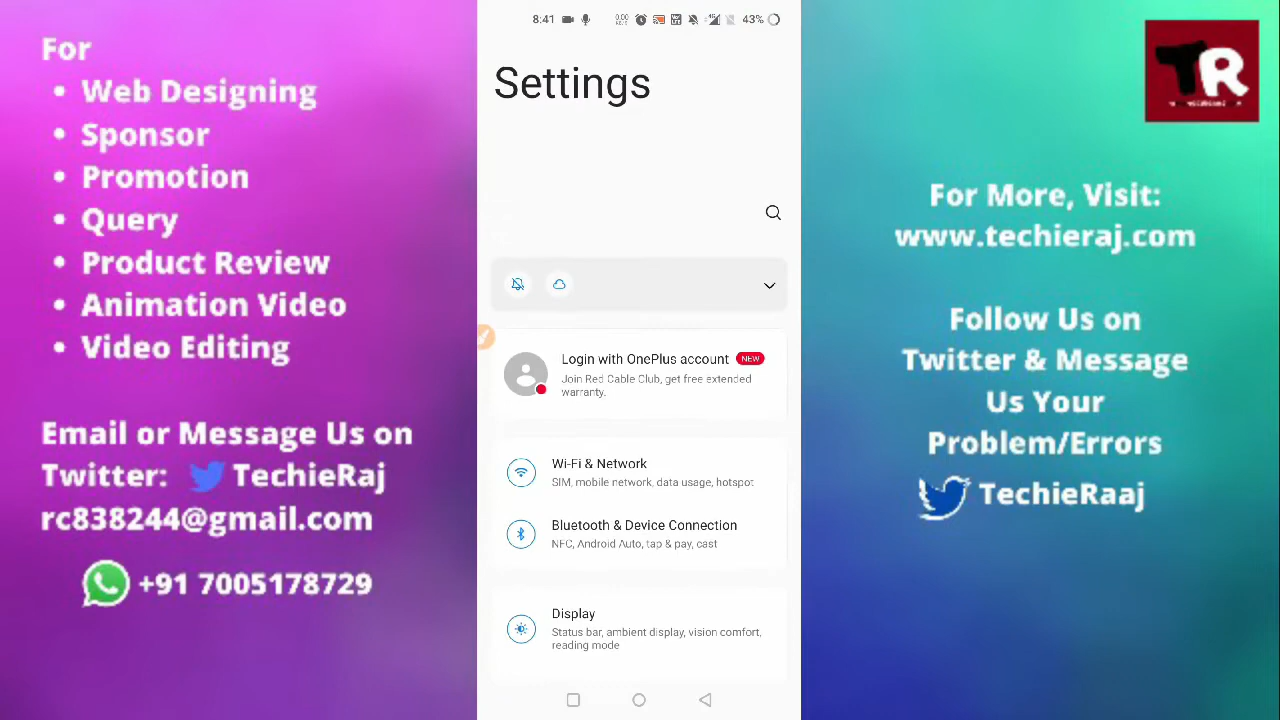 For
• Web Designing
• Sponsor
• Promotion
• Query
• Product Review
• Animation Video
• Video Editing
Email or Message Us on
Twitter: TechieRaj
rc838244@gmail.com
+91 7005178729
8:41
0.00
KB/S
43%
Settings
Login with OnePlus account NEW
Join Red Cable Club, get free extended
warranty.
Wi-Fi & Network
SIM, mobile network, data usage, hotspot
Bluetooth & Device Connection
NFC, Android Auto, tap & pay, cast
Display
Status bar, ambient display, vision comfort,
reading mode
TR
For More, Visit:
www.techieraj.com
Follow Us on
Twitter & Message
Us Your
Problem/Errors
TechieRaaj